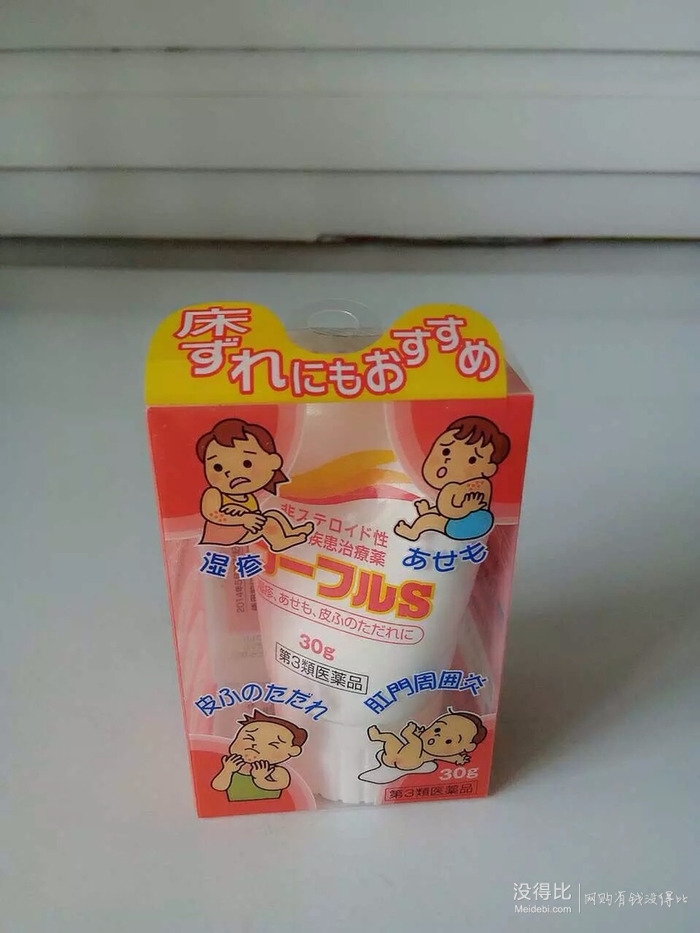 床ずれにもおすすめ
湿疹
あせも
非ステロイド性
疾患治療薬
ーフルS
、あせも、皮ふのただれに
30g
第3類医薬品
皮ふのただれ
肛門周囲炎
30g
第3類医薬品
没得比
Meidebi.com
网购有钱没得比